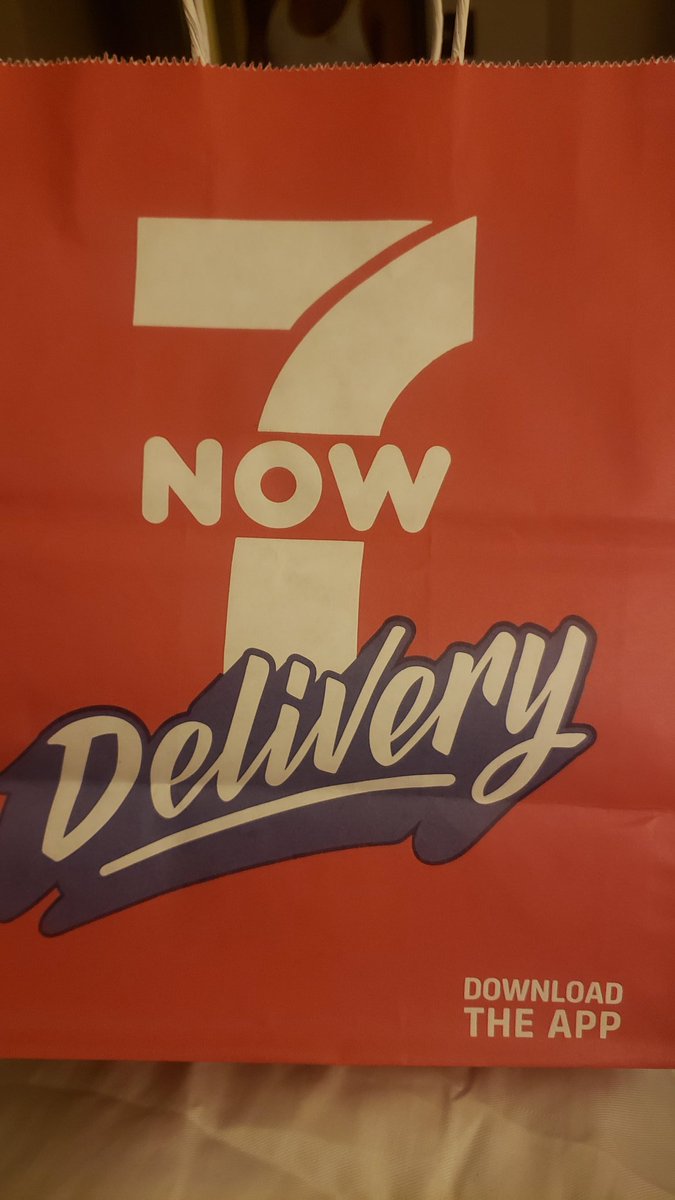 7
NOW
Delivery
DOWNLOAD
THE APP